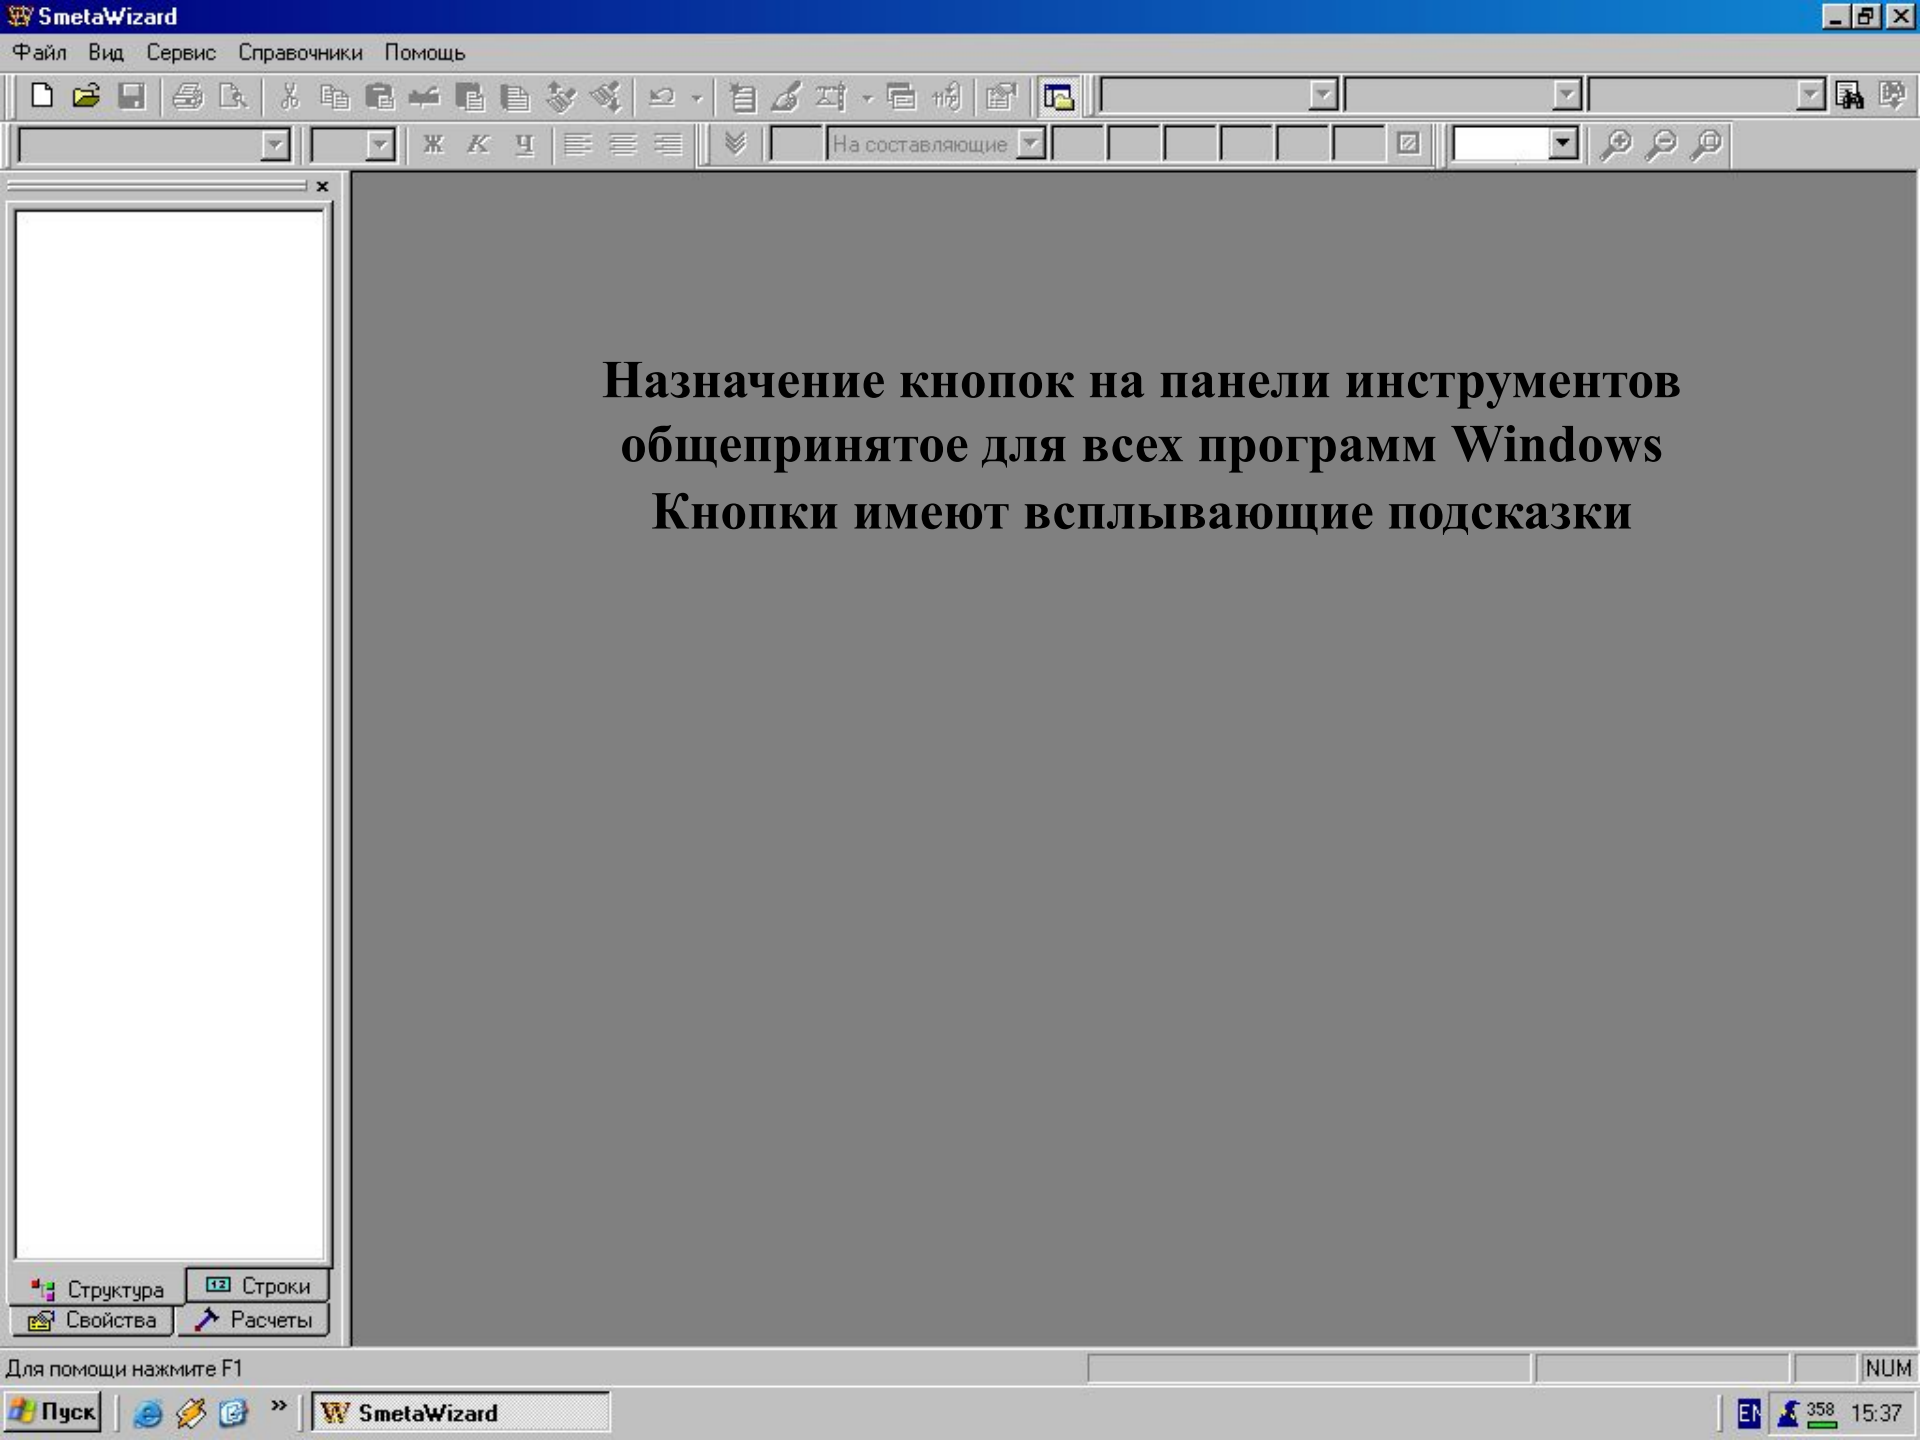 SmetaWizard
Файл Вид Сервис Справочники Помощь
Ж К Ч На составляющие
Назначение кнопок на панели инструментов
общепринятое для всех программ Windows
Кнопки имеют всплывающие подсказки
Структура Строки
Свойства Расчеты
Для помощи нажмите F1 NUM
Пуск SmetaWizard EN 358 15:37